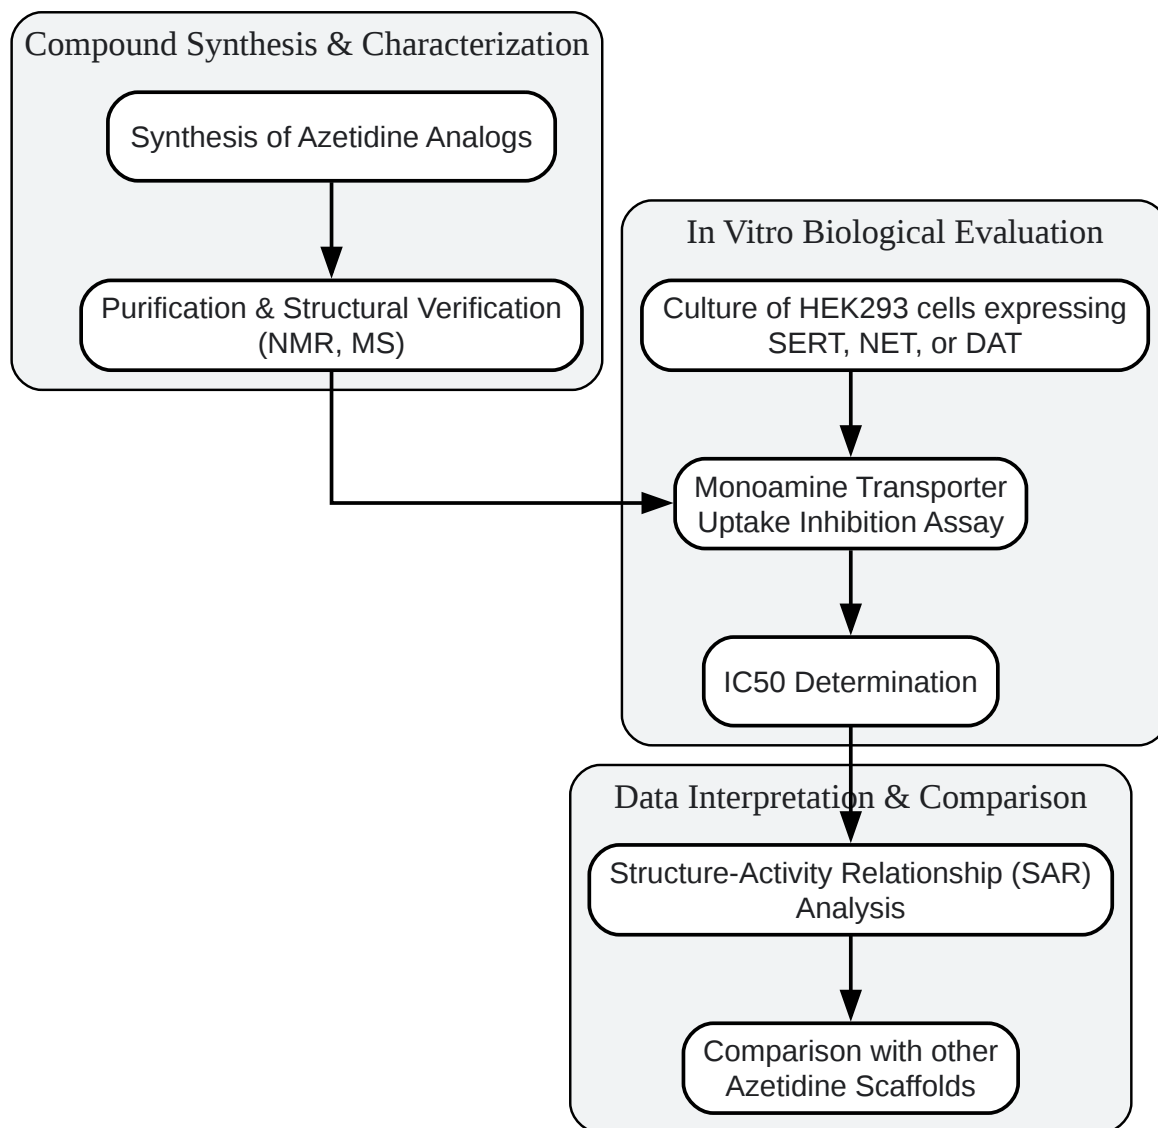 Compound Synthesis & Characterization
Synthesis of Azetidine Analogs
Purification & Structural Verification
(NMR, MS)
In Vitro Biological Evaluation
Culture of HEK293 cells expressing
SERT, NET, or DAT
Monoamine Transporter
Uptake Inhibition Assay
IC50 Determination
Data Interpretation & Comparison
Structure-Activity Relationship (SAR)
Analysis
Comparison with other
Azetidine Scaffolds